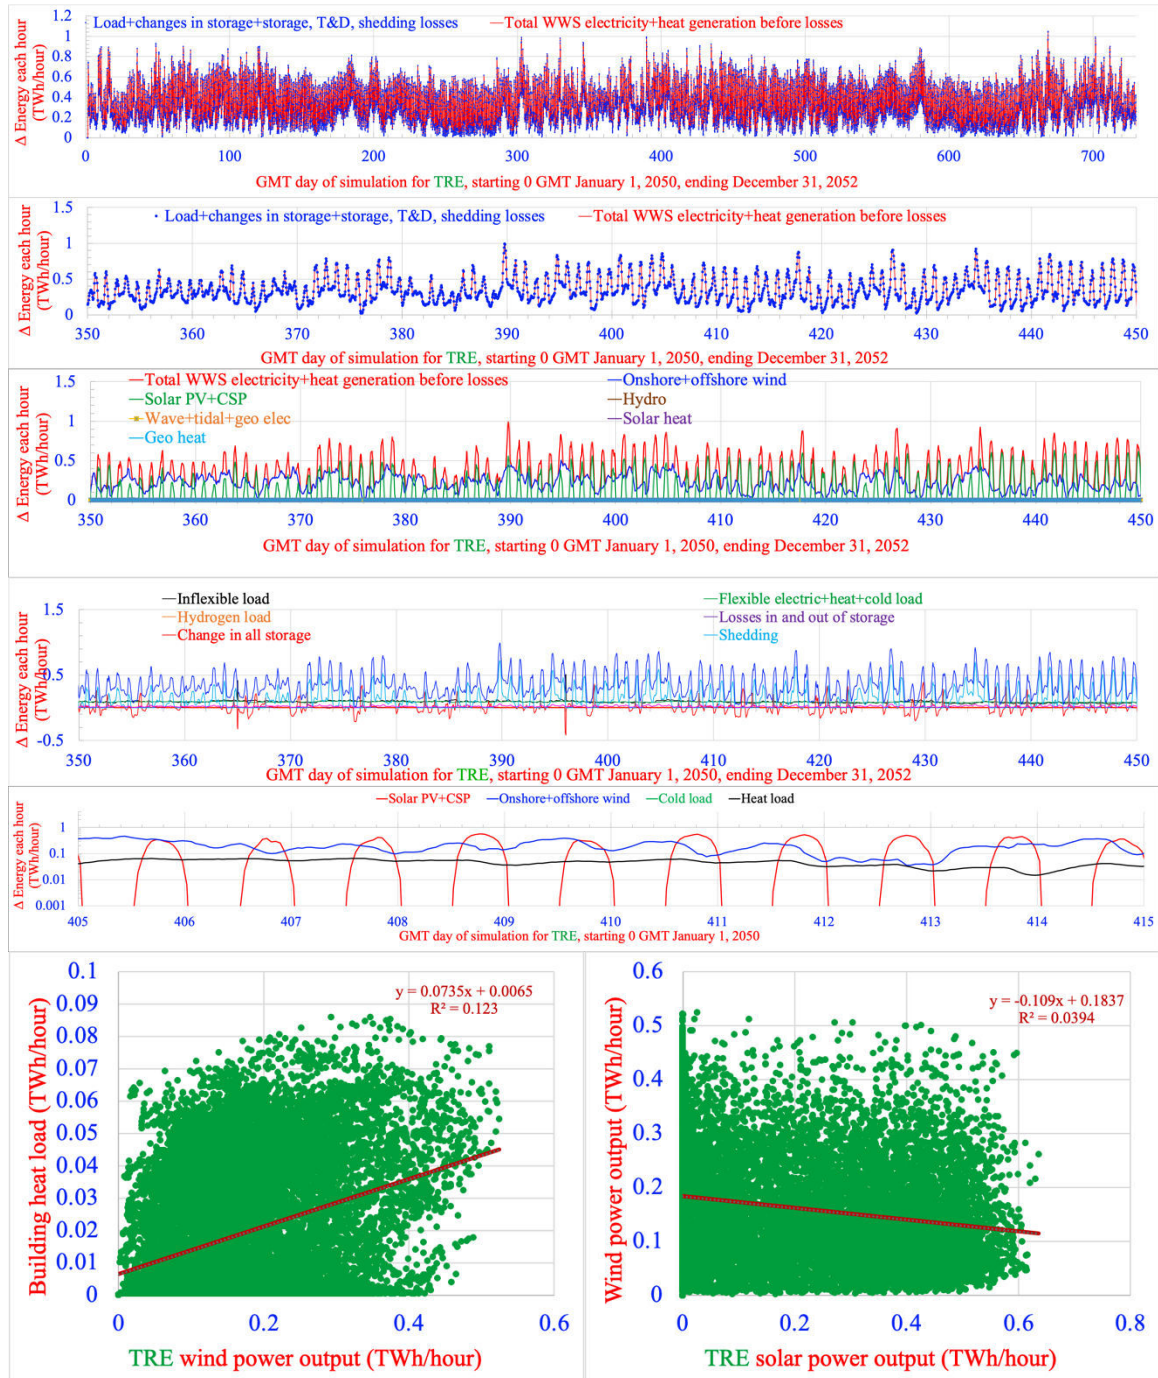 Δ Energy each hour
(TWh/hour)
Load+changes in storage+storage, T&D, shedding losses
Total WWS electricity+heat generation before losses
1.2
1
0.8
0.6
0.4
0.2
0
0 100 200 300 400 500 600 700
GMT day of simulation for TRE, starting 0 GMT January 1, 2050, ending December 31, 2052
Δ Energy each hour
(TWh/hour)
Load+changes in storage+storage, T&D, shedding losses
Total WWS electricity+heat generation before losses
1.5
1
0.5
0
350 360 370 380 390 400 410 420 430 440 450
GMT day of simulation for TRE, starting 0 GMT January 1, 2050, ending December 31, 2052
Δ Energy each hour
(TWh/hour)
Total WWS electricity+heat generation before losses
Onshore+offshore wind
Solar PV+CSP
Hydro
Wave+tidal+geo elec
Solar heat
Geo heat
1.5
1
0.5
0
350 360 370 380 390 400 410 420 430 440 450
GMT day of simulation for TRE, starting 0 GMT January 1, 2050, ending December 31, 2052
Δ Energy each hour
(TWh/hour)
Inflexible load
Flexible electric+heat+cold load
Hydrogen load
Losses in and out of storage
Change in all storage
Shedding
1.5
0.5
-0.5
350 360 370 380 390 400 410 420 430 440 450
GMT day of simulation for TRE, starting 0 GMT January 1, 2050, ending December 31, 2052
Δ Energy each hour
(TWh/hour)
Solar PV+CSP
Onshore+offshore wind
Cold load
Heat load
1
0.1
0.01
0.001
405 406 407 408 409 410 411 412 413 414 415
GMT day of simulation for TRE, starting 0 GMT January 1, 2050
Building heat load (TWh/hour)
0.1
0.09
0.08
0.07
0.06
0.05
0.04
0.03
0.02
0.01
0
y = 0.0735x + 0.0065
R² = 0.123
0 0.2 0.4 0.6
TRE wind power output (TWh/hour)
Wind power output (TWh/hour)
0.6
0.5
0.4
0.3
0.2
0.1
0
y = -0.109x + 0.1837
R² = 0.0394
0 0.2 0.4 0.6 0.8
TRE solar power output (TWh/hour)